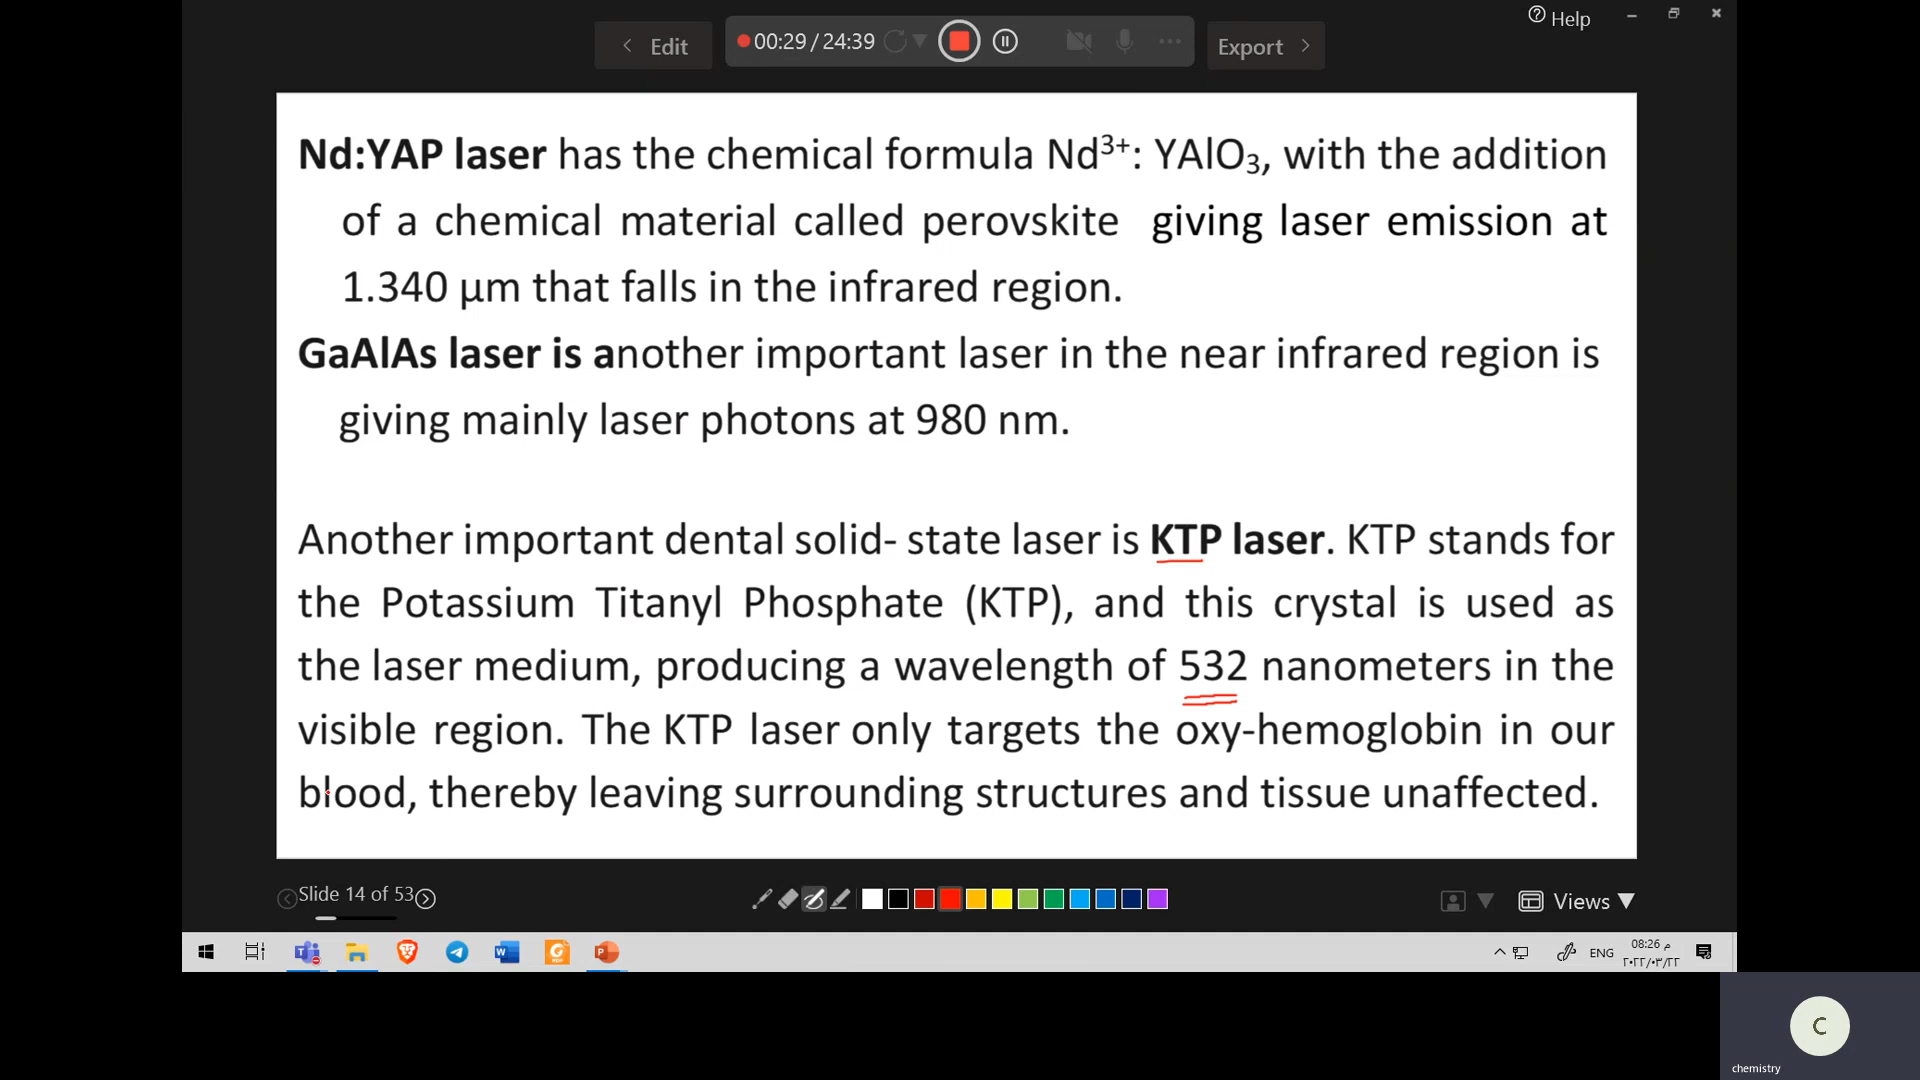 Help
Edit
00:29 / 24:39
Export
Nd:YAP laser has the chemical formula Nd³⁺: YAlO₃, with the addition
of a chemical material called perovskite giving laser emission at
1.340 µm that falls in the infrared region.
GaAlAs laser is another important laser in the near infrared region is
giving mainly laser photons at 980 nm.
Another important dental solid- state laser is KTP laser. KTP stands for
the Potassium Titanyl Phosphate (KTP), and this crystal is used as
the laser medium, producing a wavelength of 532 nanometers in the
visible region. The KTP laser only targets the oxy-hemoglobin in our
blood, thereby leaving surrounding structures and tissue unaffected.
Slide 14 of 53
Views
ENG
08:26 م
٢٠٢٢/٠٣/٢٢
C
chemistry